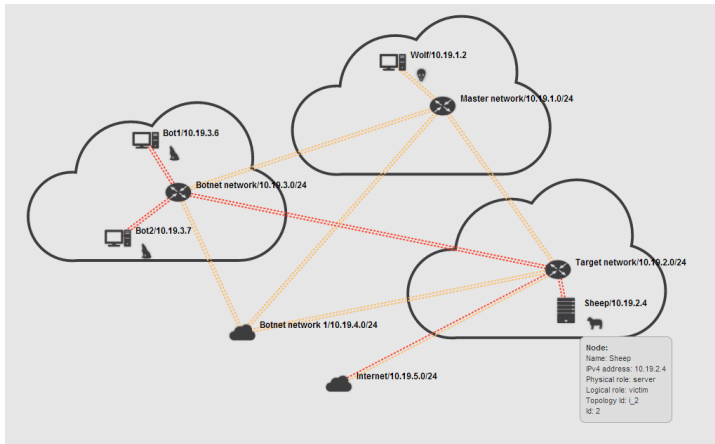 Wolf/10.19.1.2
Master network/10.19.1.0/24
Bot1/10.19.3.6
Botnet network/10.19.3.0/24
Bot2/10.19.3.7
Target network/10.19.2.0/24
Sheep/10.19.2.4
Botnet network 1/10.19.4.0/24
Internet/10.19.5.0/24
Node:
Name: Sheep
IPv4 address: 10.19.2.4
Physical role: server
Logical role: victim
Topology Id: i_2
Id: 2